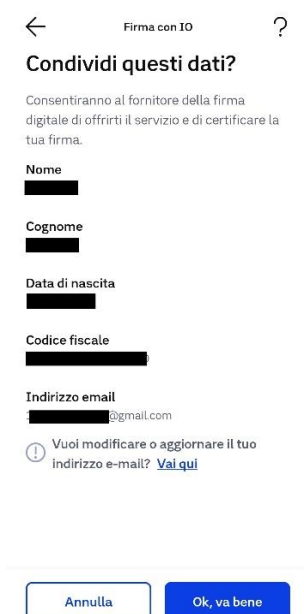 Firma con IO
Condividi questi dati?
Consentiranno al fornitore della firma
digitale di offrirti il servizio e di certificare la
tua firma.
Nome
Cognome
Data di nascita
Codice fiscale
Indirizzo email
@gmail.com
Vuoi modificare o aggiornare il tuo
indirizzo e-mail? Vai qui
Annulla
Ok, va bene